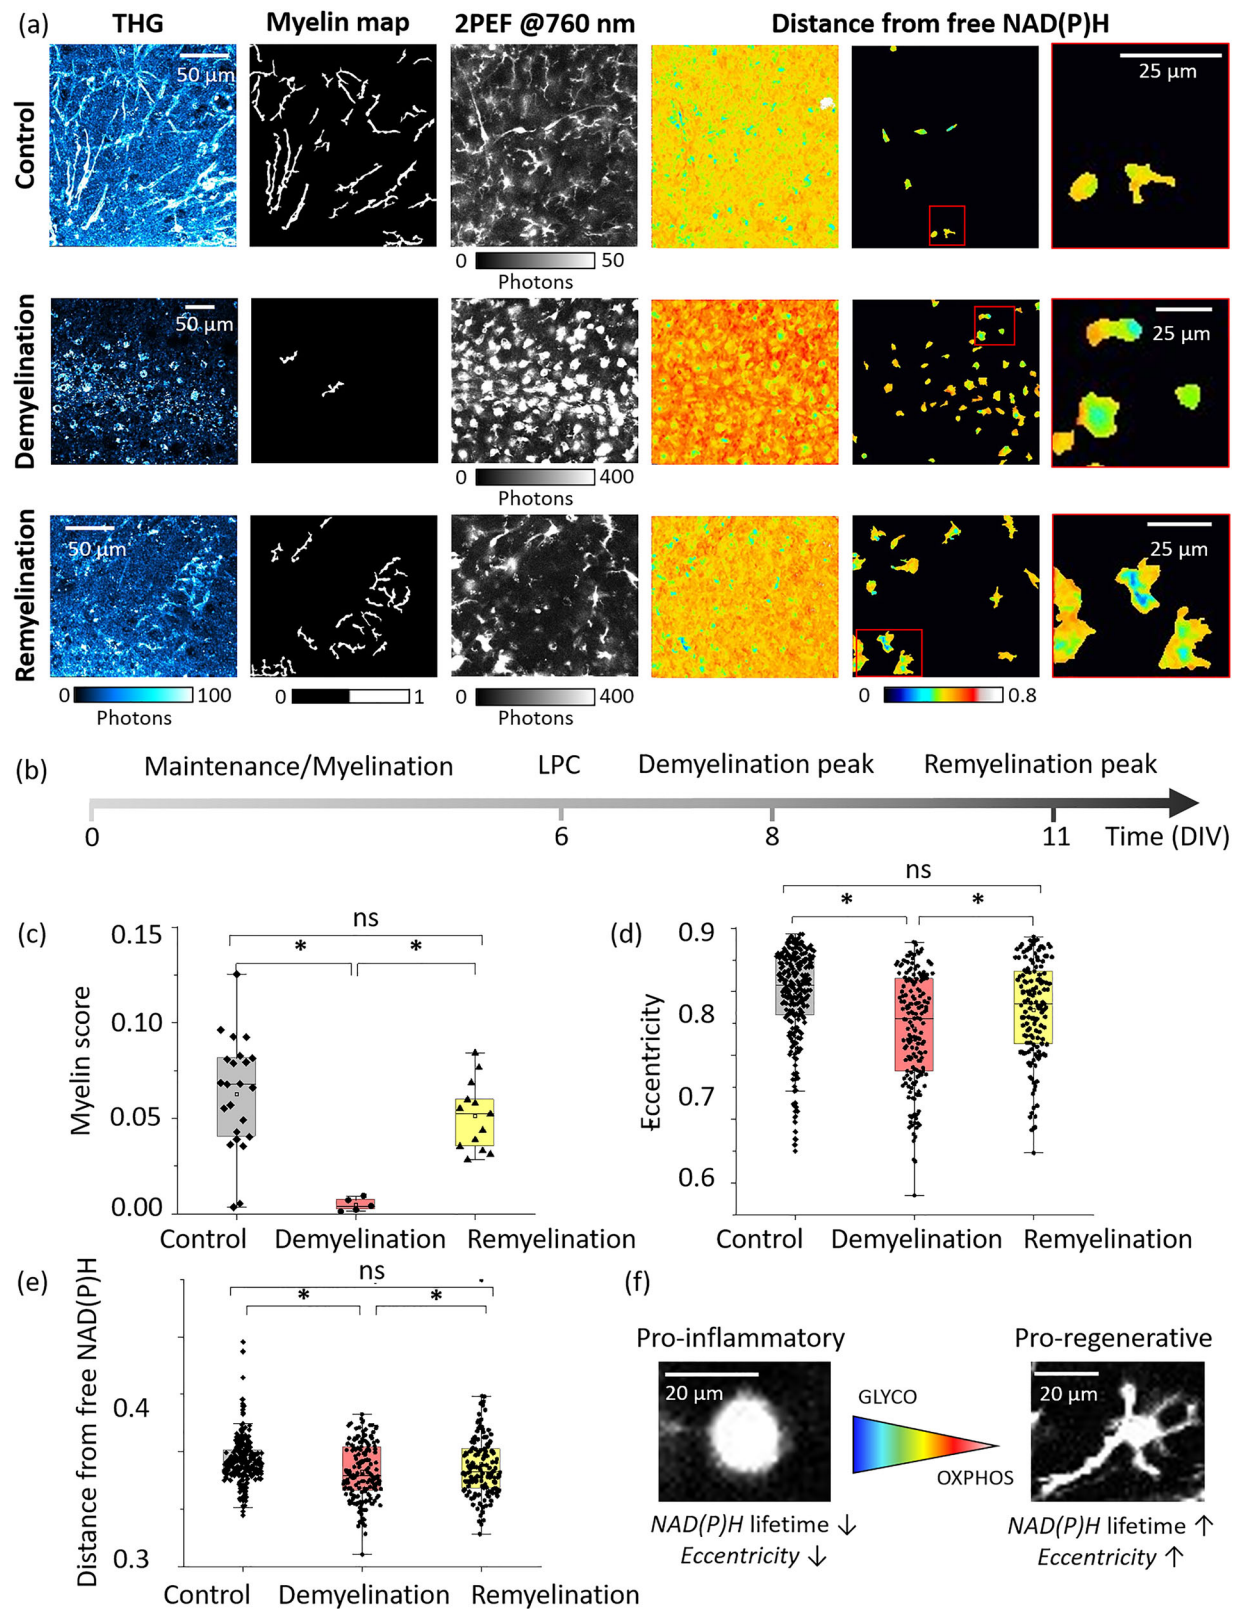 (a) THG Myelin map 2PEF @760 nm Distance from free NAD(P)H
Control
50 µm
25 µm
0 50
Photons
Demyelination
50 µm
25 µm
0 400
Photons
Remyelination
50 µm
25 µm
0 100
Photons
0 1
0 400
Photons
0 0.8
(b) Maintenance/Myelination LPC Demyelination peak Remyelination peak
0 6 8 11 Time (DIV)
(c)
ns
* *
Myelin score
0.15
0.10
0.05
0.00
Control Demyelination Remyelination
(d)
ns
* *
Eccentricity
0.9
0.8
0.7
0.6
Control Demyelination Remyelination
(e)
ns
* *
Distance from free NAD(P)H
0.4
0.3
Control Demyelination Remyelination
(f)
Pro-inflammatory Pro-regenerative
20 µm
GLYCO
OXPHOS
20 µm
NAD(P)H lifetime ↓
Eccentricity ↓
NAD(P)H lifetime ↑
Eccentricity ↑